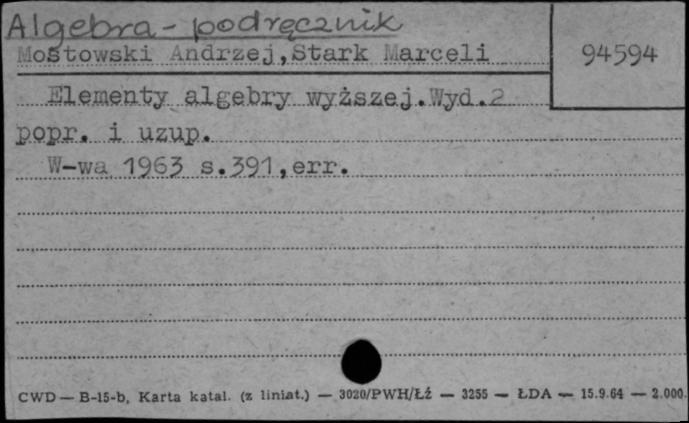 Algebra - podręcznik
Mostowski Andrzej, Stark Marceli
94594
Elementy algebry wyższej. Wyd. 2
popr. i uzup.
W-wa 1963 s. 391, err.
CWD — B-15-b, Karta katal. (z liniat.) — 3020/PWH/Łź — 3255 — ŁDA — 15.9.64 — 2.000.